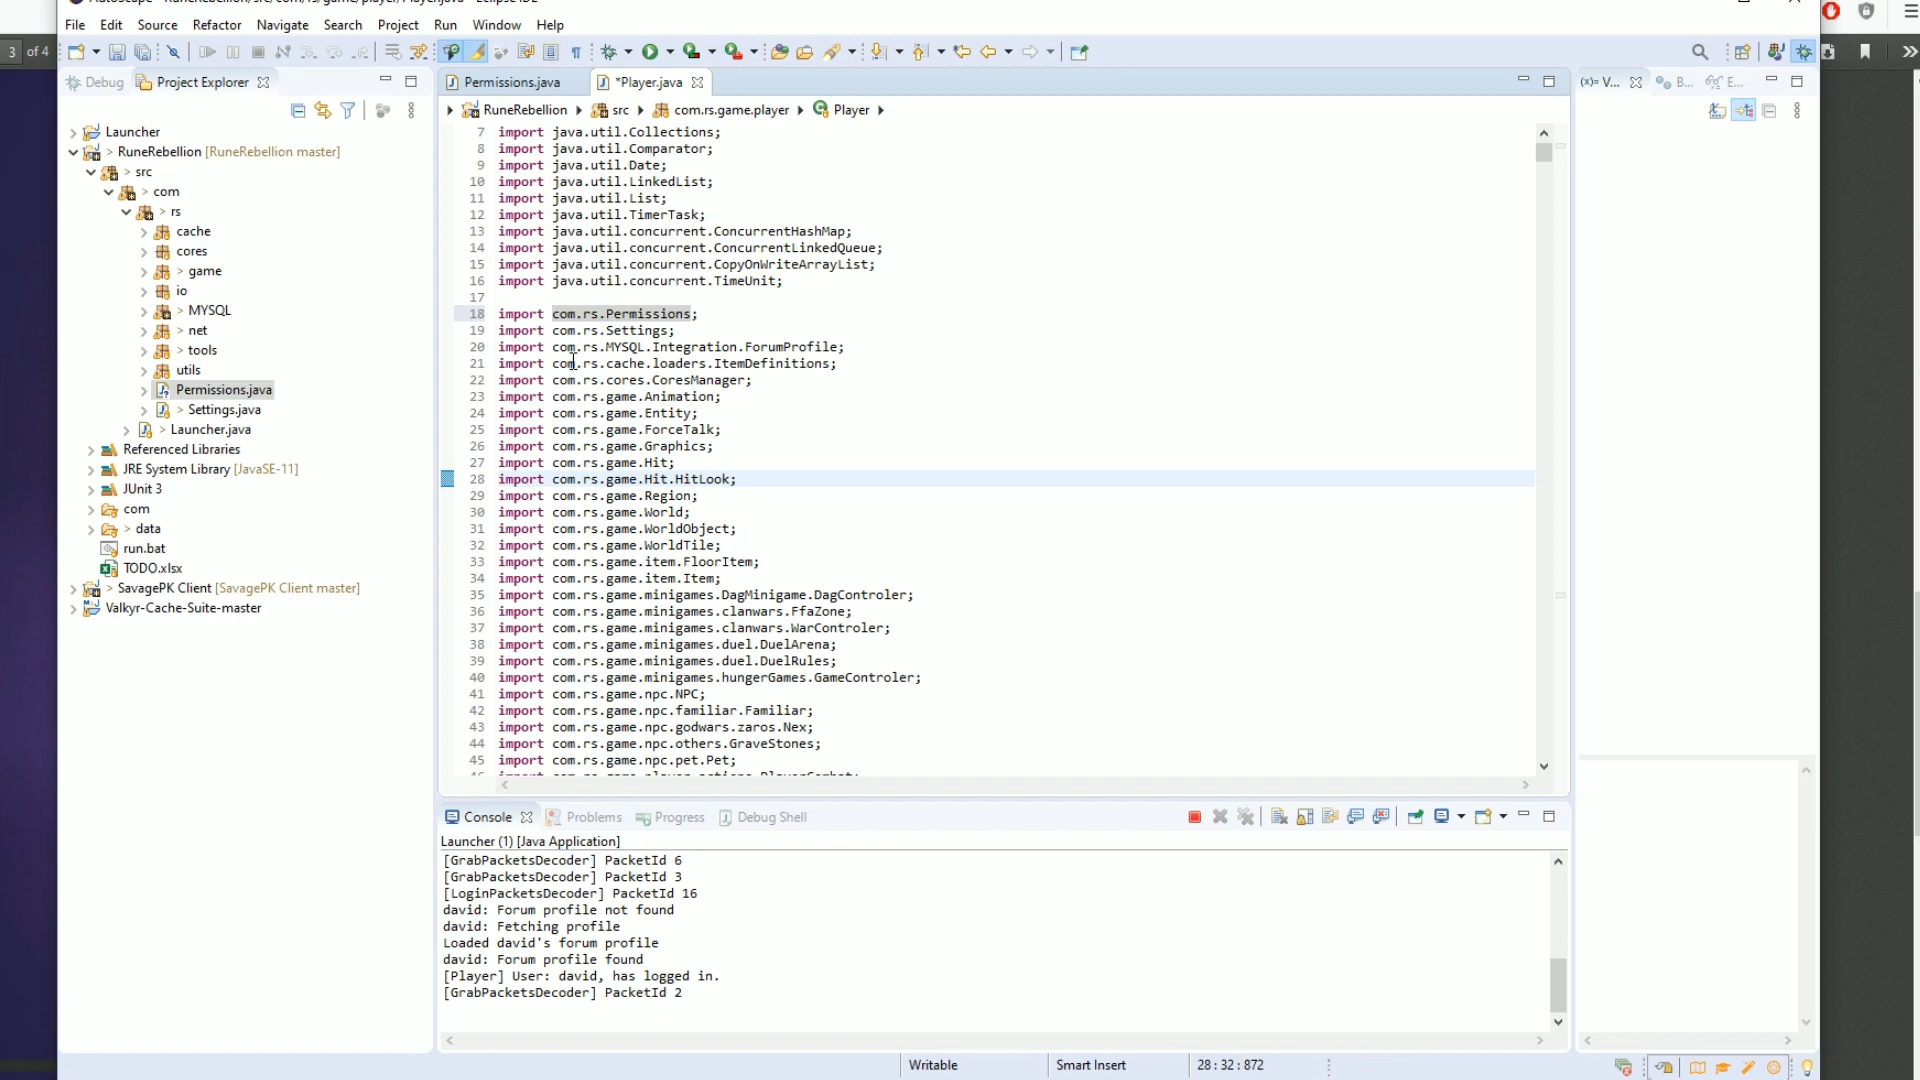 Autoscape - RuneRebellion/src/com/rs/game/player/Player.java - Eclipse IDE
File Edit Source Refactor Navigate Search Project Run Window Help
3 of 4
Debug Project Explorer
Permissions.java *Player.java
(x)= V... B... E...
RuneRebellion src com.rs.game.player Player
Launcher
> RuneRebellion [RuneRebellion master]
> src
> com
> rs
cache
cores
> game
io
> MYSQL
> net
> tools
utils
Permissions.java
> Settings.java
> Launcher.java
Referenced Libraries
JRE System Library [JavaSE-11]
JUnit 3
com
> data
run.bat
TODO.xlsx
> SavagePK Client [SavagePK Client master]
Valkyr-Cache-Suite-master
7 import java.util.Collections;
8 import java.util.Comparator;
9 import java.util.Date;
10 import java.util.LinkedList;
11 import java.util.List;
12 import java.util.TimerTask;
13 import java.util.concurrent.ConcurrentHashMap;
14 import java.util.concurrent.ConcurrentLinkedQueue;
15 import java.util.concurrent.CopyOnWriteArrayList;
16 import java.util.concurrent.TimeUnit;
17
18 import com.rs.Permissions;
19 import com.rs.Settings;
20 import com.rs.MYSQL.Integration.ForumProfile;
21 import com.rs.cache.loaders.ItemDefinitions;
22 import com.rs.cores.CoresManager;
23 import com.rs.game.Animation;
24 import com.rs.game.Entity;
25 import com.rs.game.ForceTalk;
26 import com.rs.game.Graphics;
27 import com.rs.game.Hit;
28 import com.rs.game.Hit.HitLook;
29 import com.rs.game.Region;
30 import com.rs.game.World;
31 import com.rs.game.WorldObject;
32 import com.rs.game.WorldTile;
33 import com.rs.game.item.FloorItem;
34 import com.rs.game.item.Item;
35 import com.rs.game.minigames.DagMinigame.DagControler;
36 import com.rs.game.minigames.clanwars.FfaZone;
37 import com.rs.game.minigames.clanwars.WarControler;
38 import com.rs.game.minigames.duel.DuelArena;
39 import com.rs.game.minigames.duel.DuelRules;
40 import com.rs.game.minigames.hungerGames.GameControler;
41 import com.rs.game.npc.NPC;
42 import com.rs.game.npc.familiar.Familiar;
43 import com.rs.game.npc.godwars.zaros.Nex;
44 import com.rs.game.npc.others.GraveStones;
45 import com.rs.game.npc.pet.Pet;
Console Problems Progress Debug Shell
Launcher (1) [Java Application]
[GrabPacketsDecoder] PacketId 6
[GrabPacketsDecoder] PacketId 3
[LoginPacketsDecoder] PacketId 16
david: Forum profile not found
david: Fetching profile
Loaded david's forum profile
david: Forum profile found
[Player] User: david, has logged in.
[GrabPacketsDecoder] PacketId 2
Writable Smart Insert 28 : 32 : 872